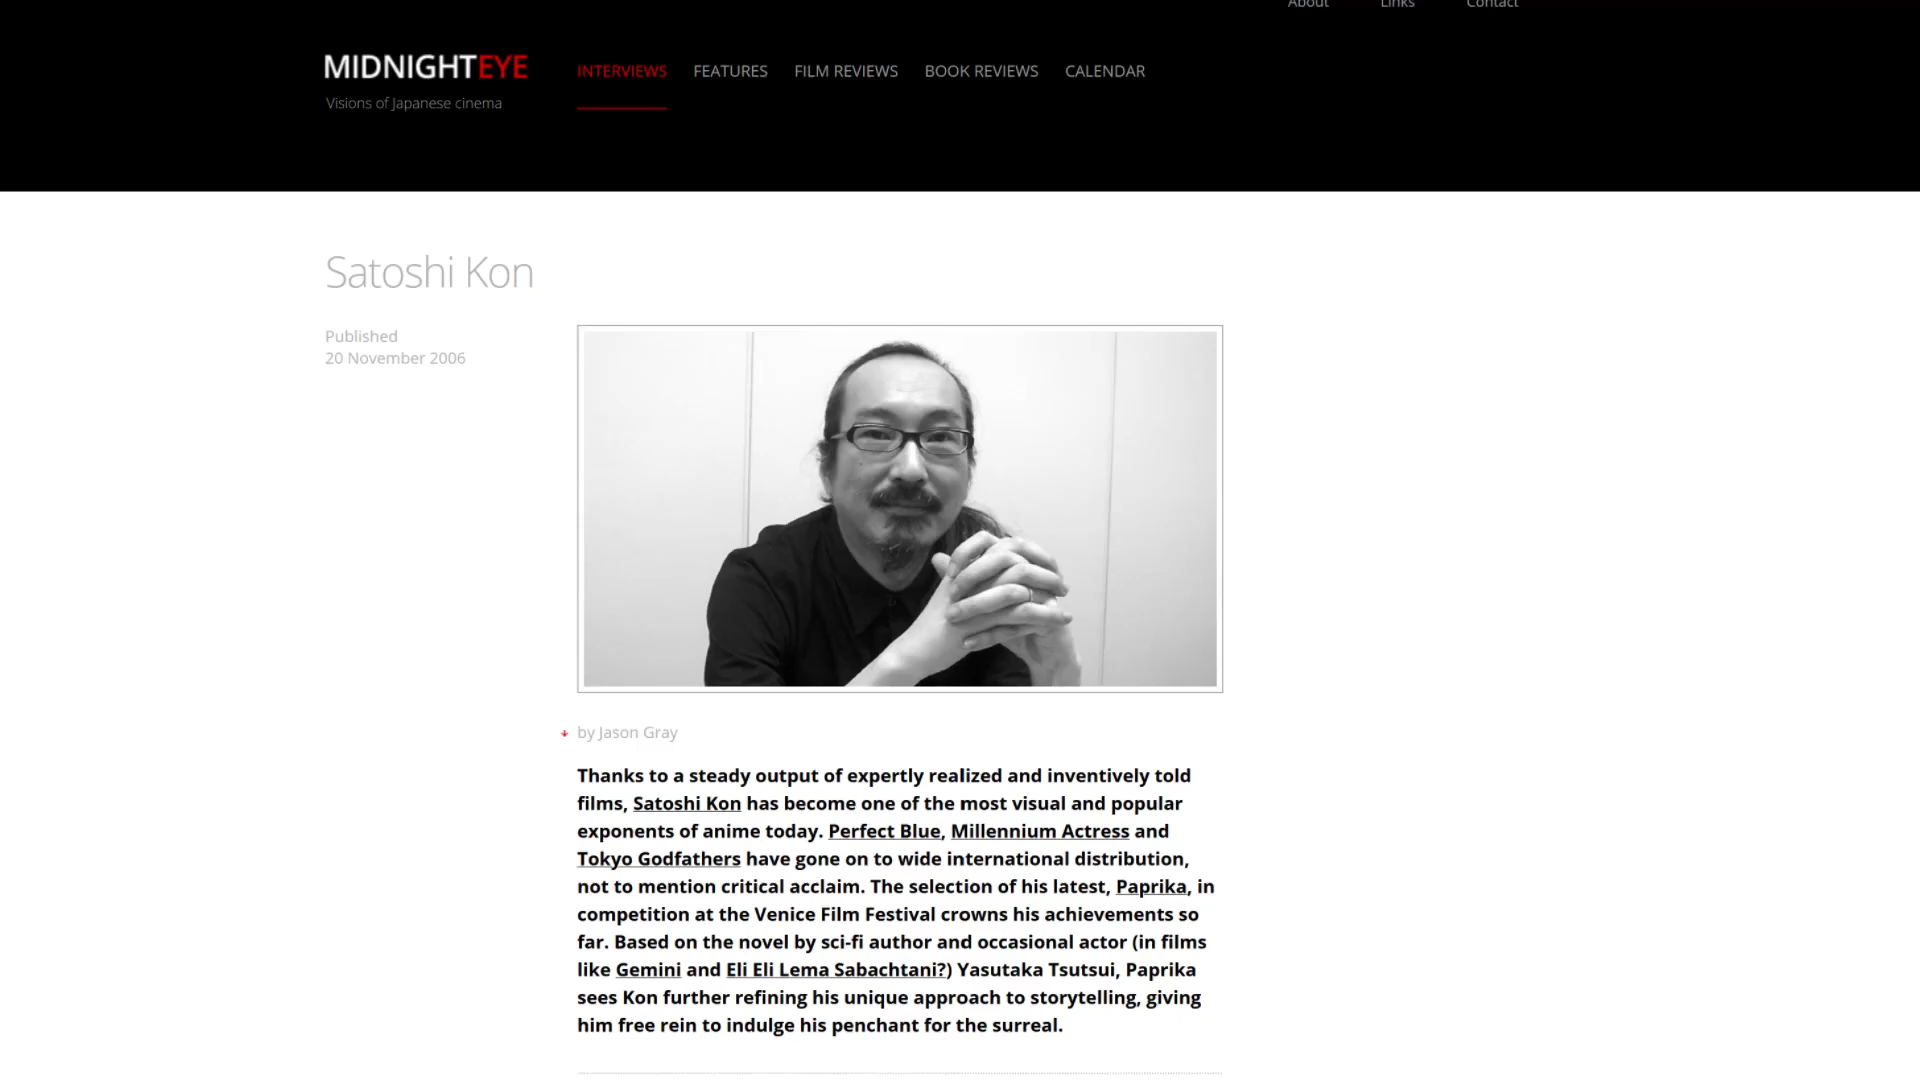 About Links Contact
MIDNIGHTEYE INTERVIEWS FEATURES FILM REVIEWS BOOK REVIEWS CALENDAR
Visions of Japanese cinema
Satoshi Kon
Published
20 November 2006
by Jason Gray
Thanks to a steady output of expertly realized and inventively told
films, Satoshi Kon has become one of the most visual and popular
exponents of anime today. Perfect Blue, Millennium Actress and
Tokyo Godfathers have gone on to wide international distribution,
not to mention critical acclaim. The selection of his latest, Paprika, in
competition at the Venice Film Festival crowns his achievements so
far. Based on the novel by sci-fi author and occasional actor (in films
like Gemini and Eli Eli Lema Sabachtani?) Yasutaka Tsutsui, Paprika
sees Kon further refining his unique approach to storytelling, giving
him free rein to indulge his penchant for the surreal.